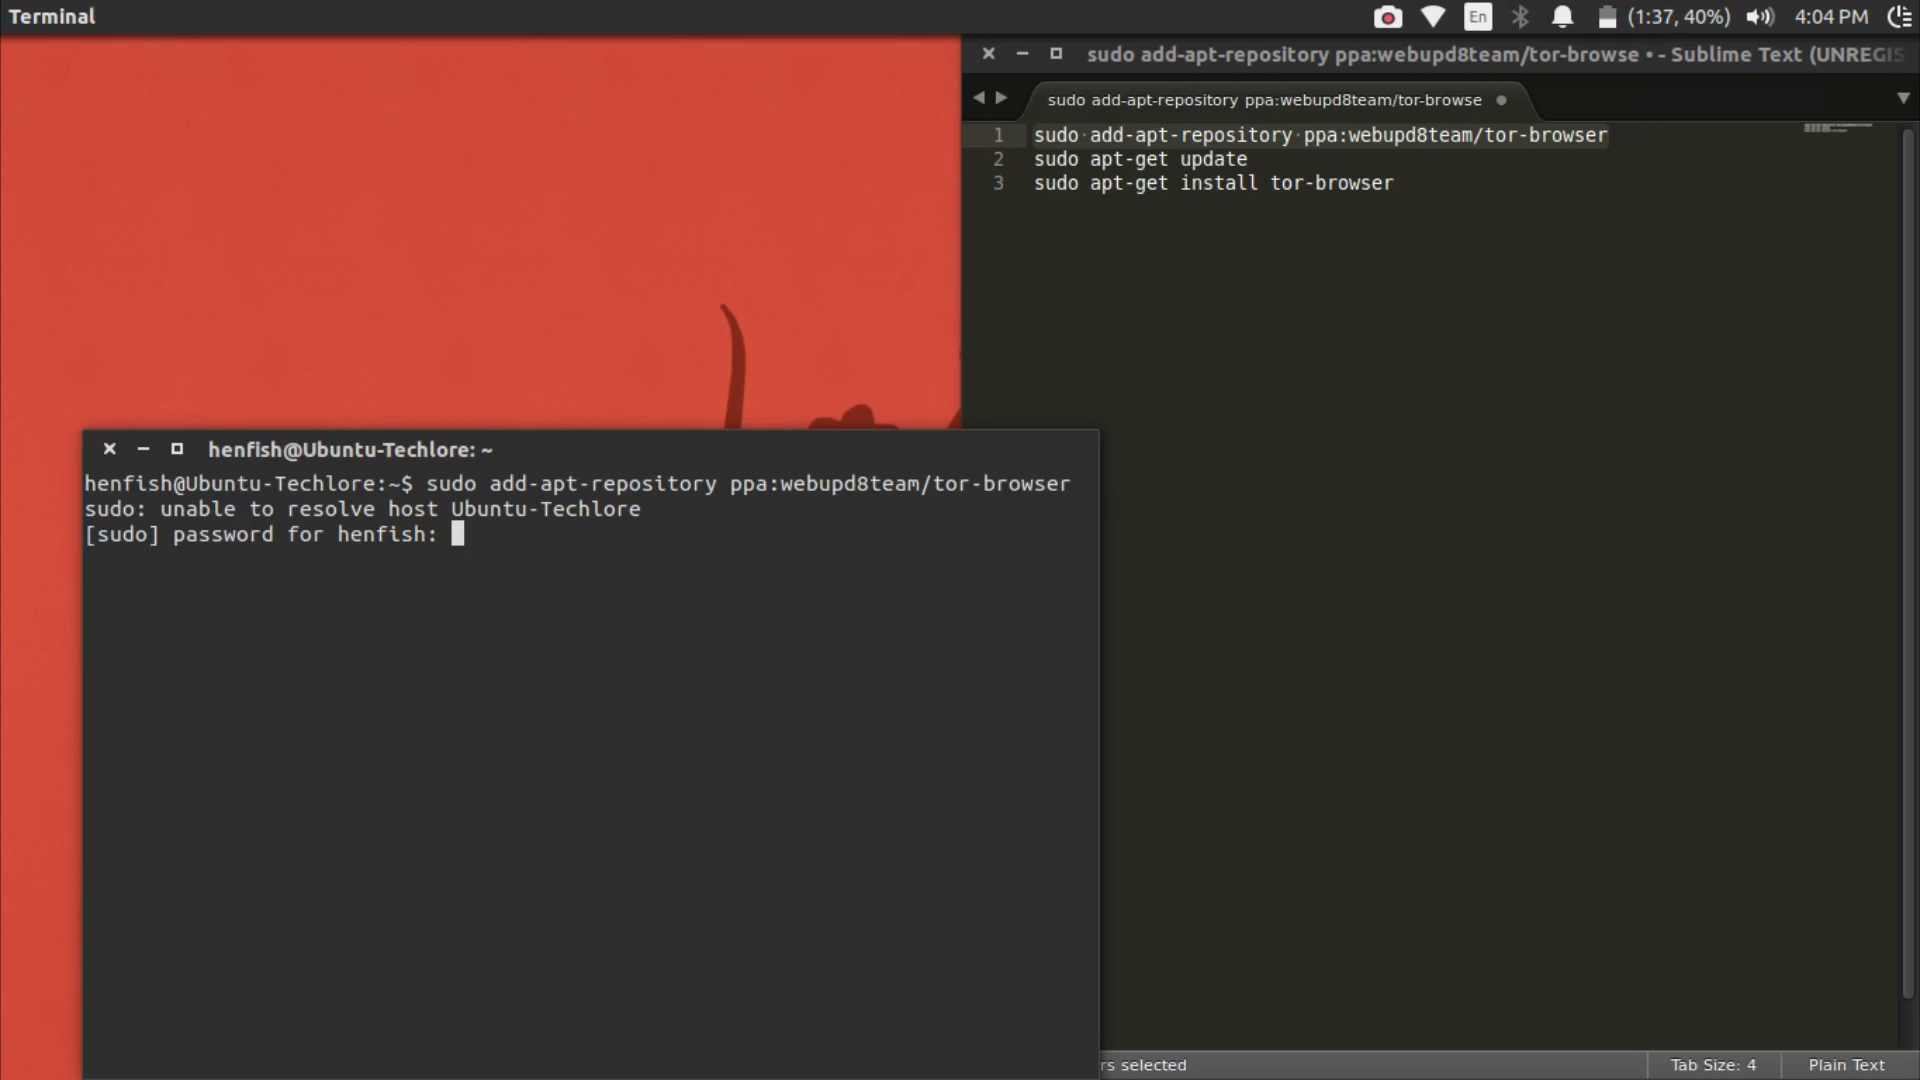 Terminal
En
(1:37, 40%)
4:04 PM
sudo add-apt-repository ppa:webupd8team/tor-browse • - Sublime Text (UNREGIS
sudo add-apt-repository ppa:webupd8team/tor-browse
1 sudo add-apt-repository ppa:webupd8team/tor-browser
2 sudo apt-get update
3 sudo apt-get install tor-browser
henfish@Ubuntu-Techlore: ~
henfish@Ubuntu-Techlore:~$ sudo add-apt-repository ppa:webupd8team/tor-browser
sudo: unable to resolve host Ubuntu-Techlore
[sudo] password for henfish:
rs selected
Tab Size: 4
Plain Text